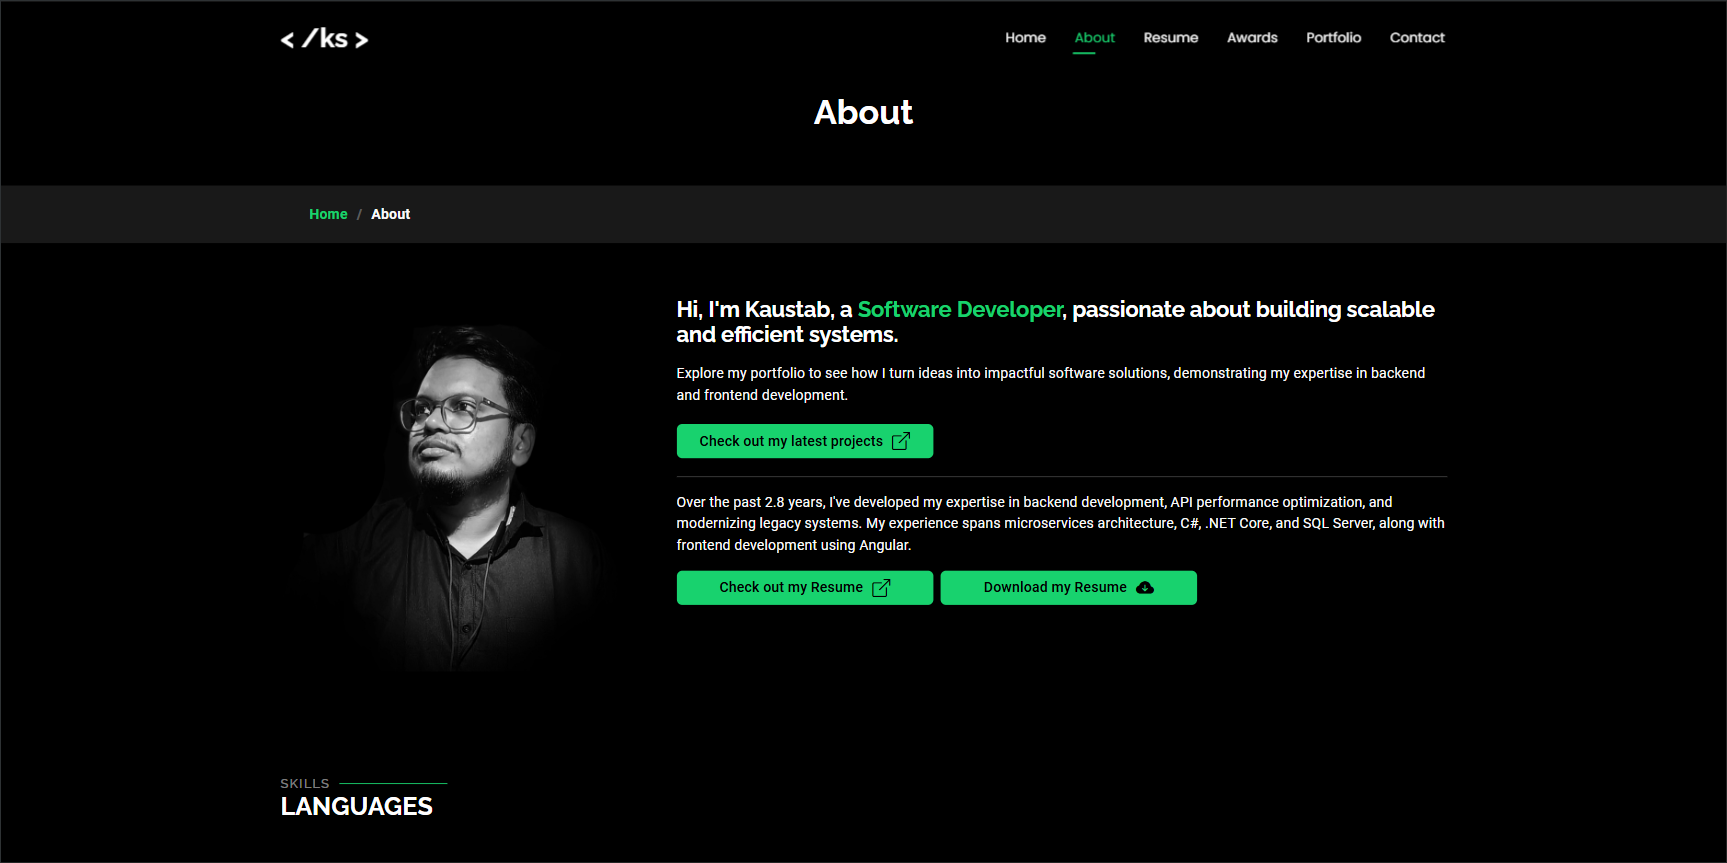 < /ks >
Home About Resume Awards Portfolio Contact
About
Home / About
Hi, I'm Kaustab, a Software Developer, passionate about building scalable
and efficient systems.
Explore my portfolio to see how I turn ideas into impactful software solutions, demonstrating my expertise in backend
and frontend development.
Check out my latest projects
Over the past 2.8 years, I've developed my expertise in backend development, API performance optimization, and
modernizing legacy systems. My experience spans microservices architecture, C#, .NET Core, and SQL Server, along with
frontend development using Angular.
Check out my Resume Download my Resume
SKILLS
LANGUAGES